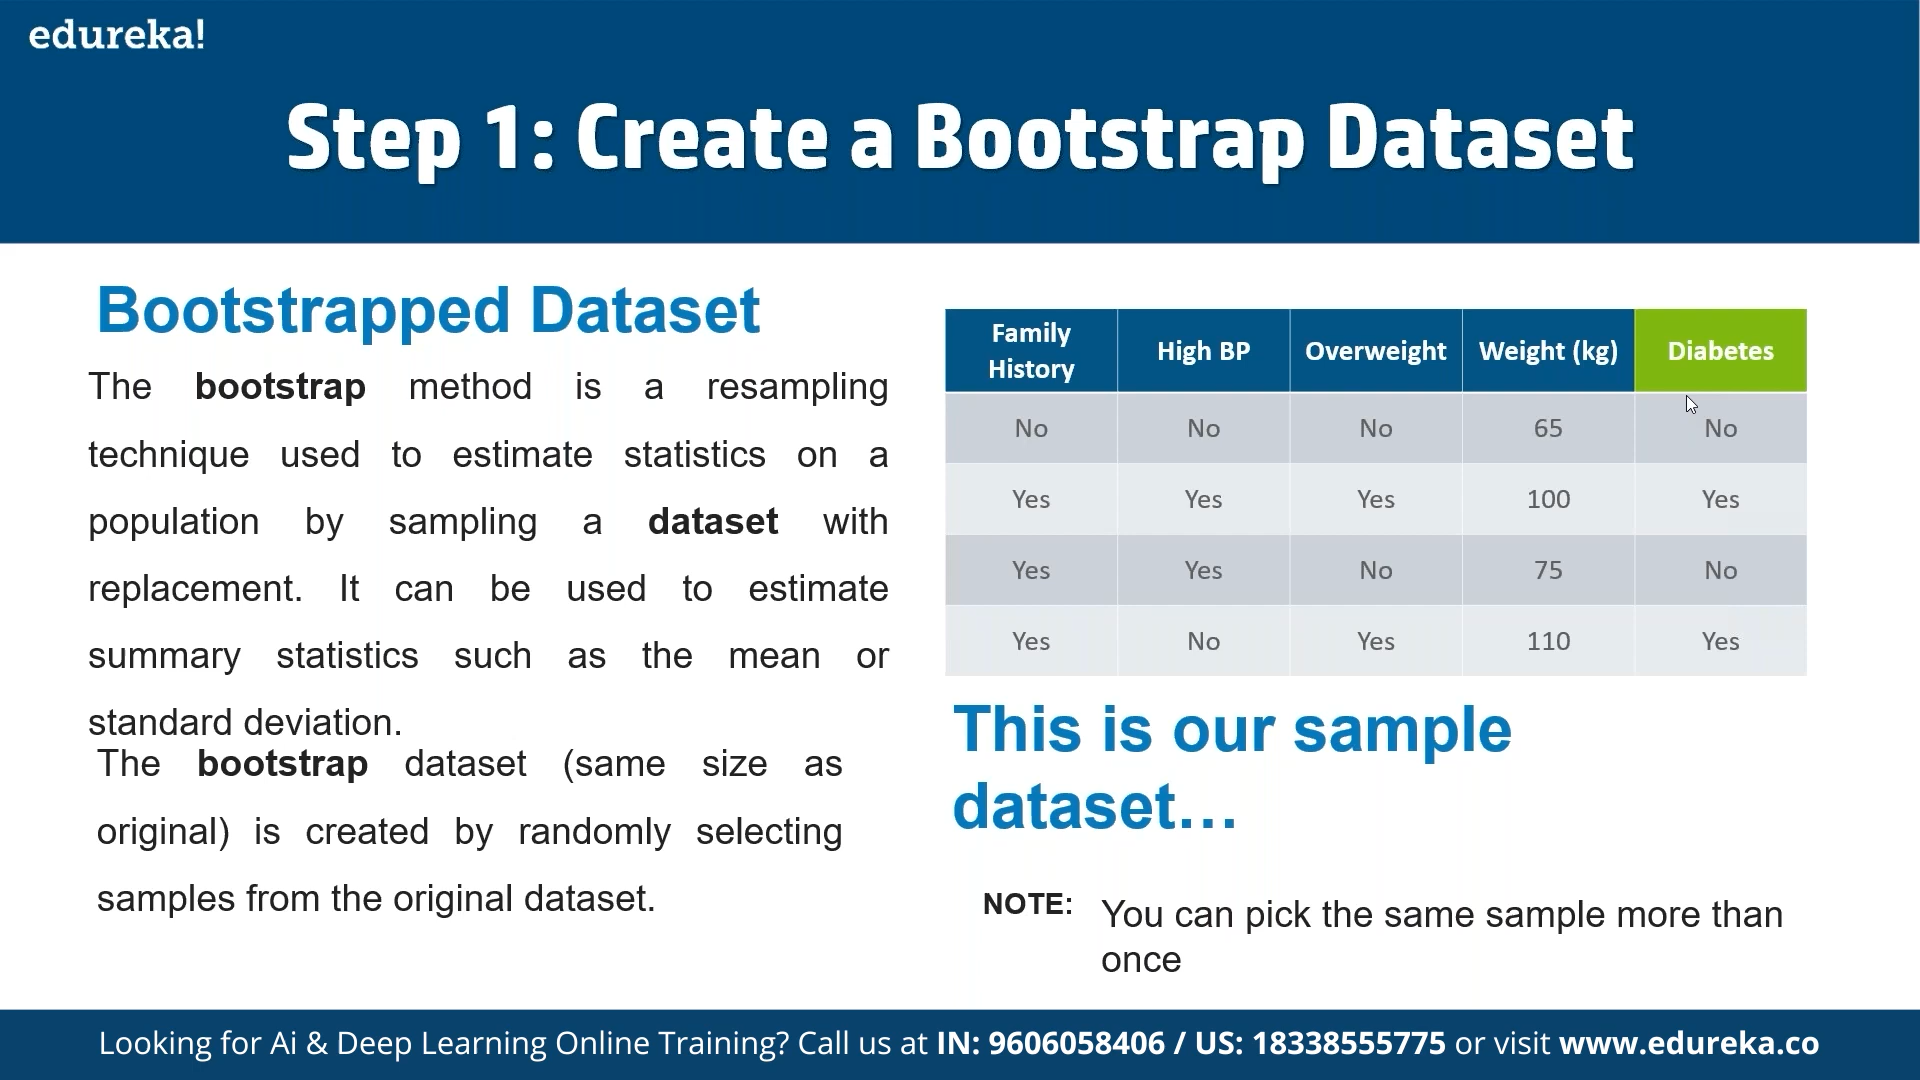 edureka!
Step 1: Create a Bootstrap Dataset
Bootstrapped Dataset
The bootstrap method is a resampling
technique used to estimate statistics on a
population by sampling a dataset with
replacement. It can be used to estimate
summary statistics such as the mean or
standard deviation.
The bootstrap dataset (same size as
original) is created by randomly selecting
samples from the original dataset.
Family History High BP Overweight Weight (kg) Diabetes
No No No 65 No
Yes Yes Yes 100 Yes
Yes Yes No 75 No
Yes No Yes 110 Yes
This is our sample
dataset...
NOTE: You can pick the same sample more than
once
Looking for Ai & Deep Learning Online Training? Call us at IN: 9606058406 / US: 18338555775 or visit www.edureka.co